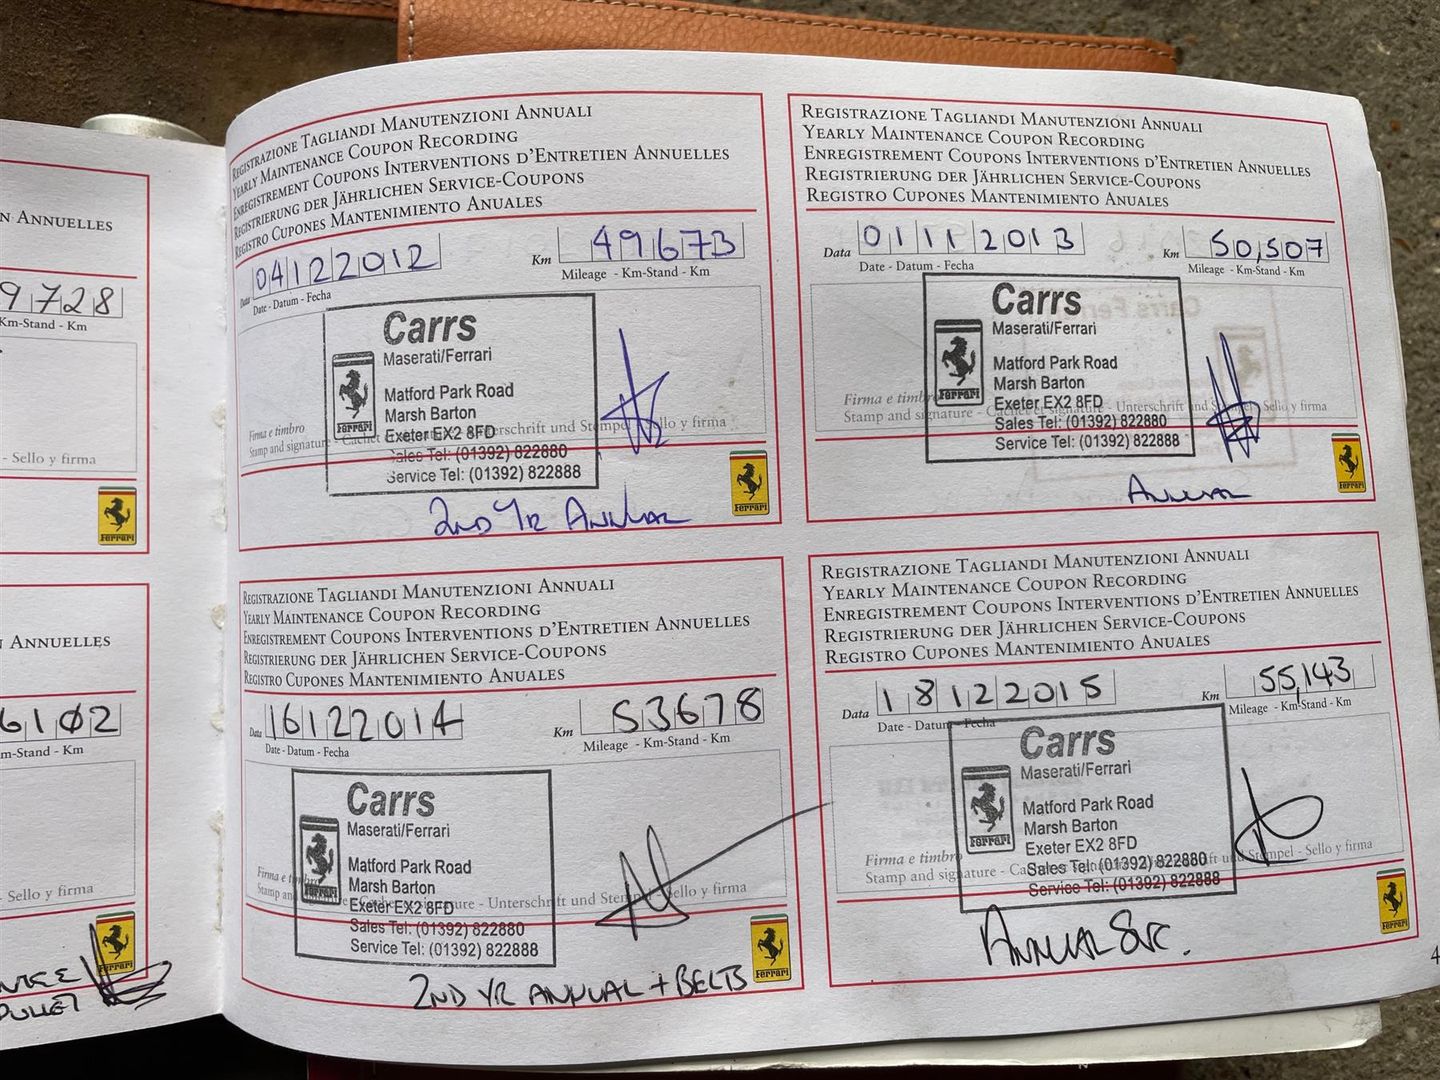 N ANNUELLES
9728
Km-Stand - Km
- Sello y firma
Ferrari
N ANNUELLES
6102
m-Stand - Km
- Sello y firma
Ferrari
REGISTRAZIONE TAGLIANDI MANUTENZIONI ANNUALI
YEARLY MAINTENANCE COUPON RECORDING
ENREGISTREMENT COUPONS INTERVENTIONS D'ENTRETIEN ANNUELLES
REGISTRIERUNG DER JÄHRLICHEN SERVICE-COUPONS
REGISTRO CUPONES MANTENIMIENTO ANUALES
Data 04122012 Km 49673
Date - Datum - Fecha Mileage - Km-Stand - Km
Carrs
Maserati/Ferrari
Matford Park Road
Marsh Barton
Exeter EX2 8FD
Sales Tel: (01392) 822880
Service Tel: (01392) 822888
Ferrari
Firma e timbro
Stamp and signature - Cachet et signature - Unterschrift und Stempel - Sello y firma
2ND YR ANNUAL
Ferrari
REGISTRAZIONE TAGLIANDI MANUTENZIONI ANNUALI
YEARLY MAINTENANCE COUPON RECORDING
ENREGISTREMENT COUPONS INTERVENTIONS D'ENTRETIEN ANNUELLES
REGISTRIERUNG DER JÄHRLICHEN SERVICE-COUPONS
REGISTRO CUPONES MANTENIMIENTO ANUALES
Data 01112013 Km 50,507
Date - Datum - Fecha Mileage - Km-Stand - Km
Carrs
Maserati/Ferrari
Matford Park Road
Marsh Barton
Exeter EX2 8FD
Sales Tel: (01392) 822880
Service Tel: (01392) 822888
Ferrari
Firma e timbro
Stamp and signature - Cachet et signature - Unterschrift und Stempel - Sello y firma
ANNUAL
Ferrari
REGISTRAZIONE TAGLIANDI MANUTENZIONI ANNUALI
YEARLY MAINTENANCE COUPON RECORDING
ENREGISTREMENT COUPONS INTERVENTIONS D'ENTRETIEN ANNUELLES
REGISTRIERUNG DER JÄHRLICHEN SERVICE-COUPONS
REGISTRO CUPONES MANTENIMIENTO ANUALES
Data 16122014 Km 53678
Date - Datum - Fecha Mileage - Km-Stand - Km
Carrs
Maserati/Ferrari
Matford Park Road
Marsh Barton
Exeter EX2 8FD
Sales Tel: (01392) 822880
Service Tel: (01392) 822888
Ferrari
Firma e timbro
Stamp and signature - Cachet et signature - Unterschrift und Stempel - Sello y firma
2ND YR ANNUAL + BELTS
Ferrari
REGISTRAZIONE TAGLIANDI MANUTENZIONI ANNUALI
YEARLY MAINTENANCE COUPON RECORDING
ENREGISTREMENT COUPONS INTERVENTIONS D'ENTRETIEN ANNUELLES
REGISTRIERUNG DER JÄHRLICHEN SERVICE-COUPONS
REGISTRO CUPONES MANTENIMIENTO ANUALES
Data 18122015 Km 55,143
Date - Datum - Fecha Mileage - Km-Stand - Km
Carrs
Maserati/Ferrari
Matford Park Road
Marsh Barton
Exeter EX2 8FD
Sales Tel: (01392) 822880
Service Tel: (01392) 822888
Ferrari
Firma e timbro
Stamp and signature - Cachet et signature - Unterschrift und Stempel - Sello y firma
ANNUAL SVC.
Ferrari
4